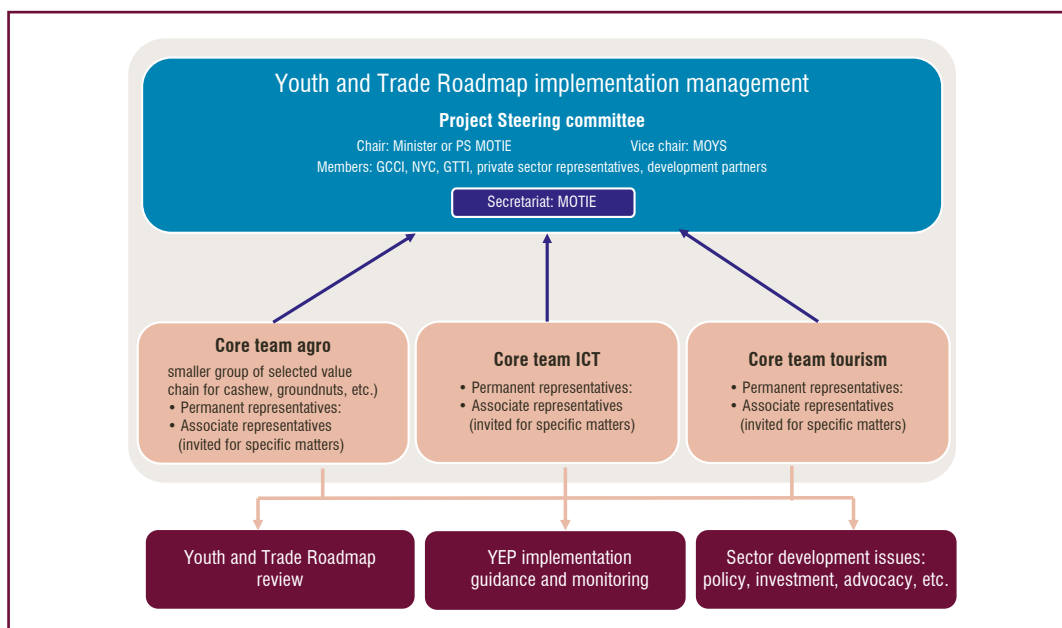 Youth and Trade Roadmap implementation management
Project Steering committee
Chair: Minister or PS MOTIE Vice chair: MOYS
Members: GCCI, NYC, GTTI, private sector representatives, development partners
Secretariat: MOTIE
Core team agro
smaller group of selected value
chain for cashew, groundnuts, etc.)
• Permanent representatives:
• Associate representatives
(invited for specific matters)
Core team ICT
• Permanent representatives:
• Associate representatives
(invited for specific matters)
Core team tourism
• Permanent representatives:
• Associate representatives
(invited for specific matters)
Youth and Trade Roadmap
review
YEP implementation
guidance and monitoring
Sector development issues:
policy, investment, advocacy, etc.